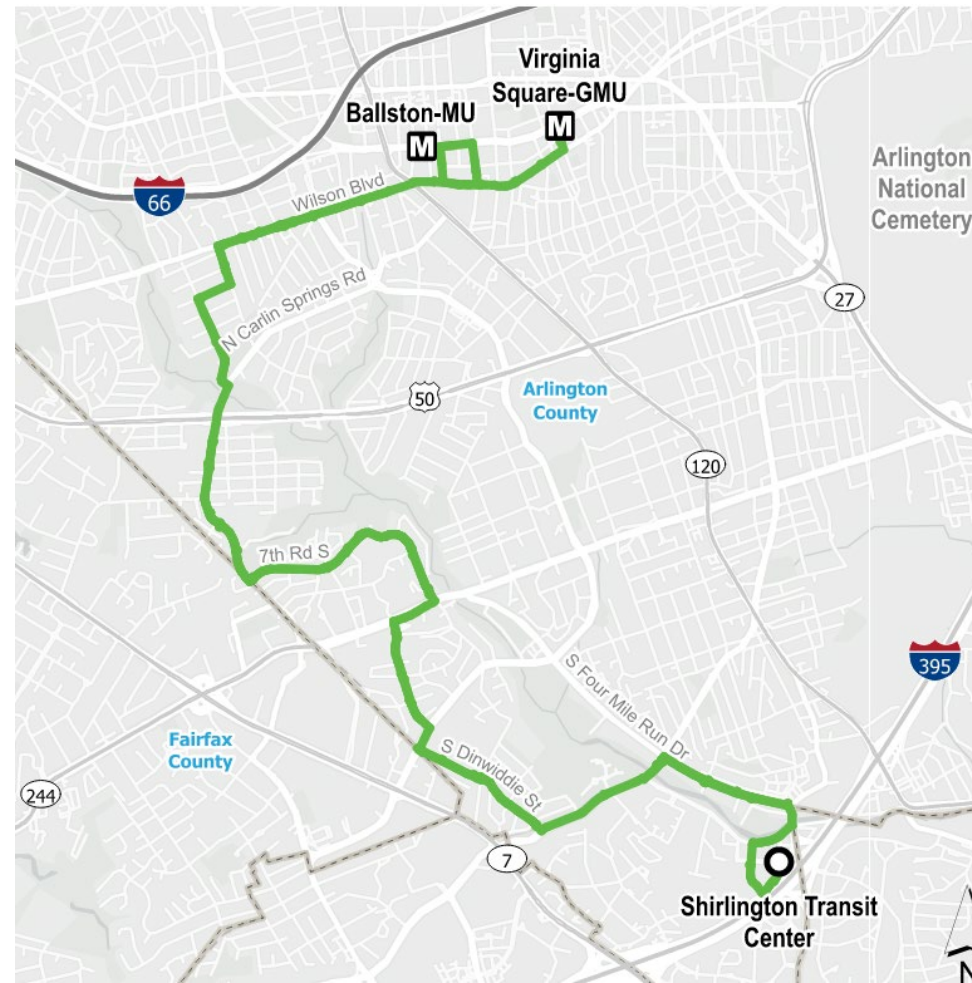 Virginia
Square-GMU
M
Ballston-MU
M
Arlington
National
Cemetery
66
Wilson Blvd
N Carlin Springs Rd
27
50
Arlington
County
120
7th Rd S
S Four Mile Run Dr
395
Fairfax
County
S Dinwiddie St
244
7
Shirlington Transit
Center
N